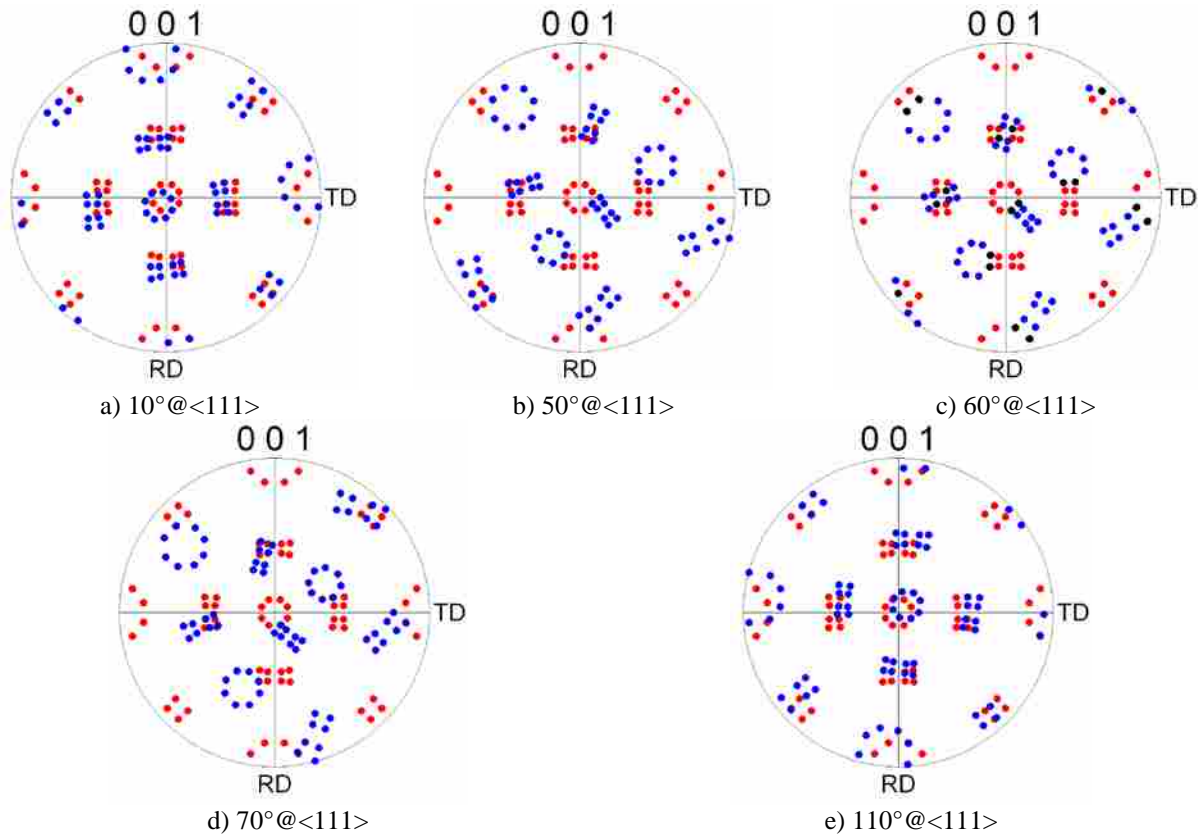 0 0 1
TD
RD
a) 10°@<111>
0 0 1
TD
RD
b) 50°@<111>
0 0 1
TD
RD
c) 60°@<111>
0 0 1
TD
RD
d) 70°@<111>
0 0 1
TD
RD
e) 110°@<111>